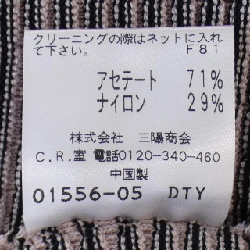 クリーニングの際はネットに入れ
て下さい。 F81
アセテート 71%
ナイロン 29%
株式会社 三陽商会
C.R.室 電話0120-340-460
中国製
01556-05 DTY